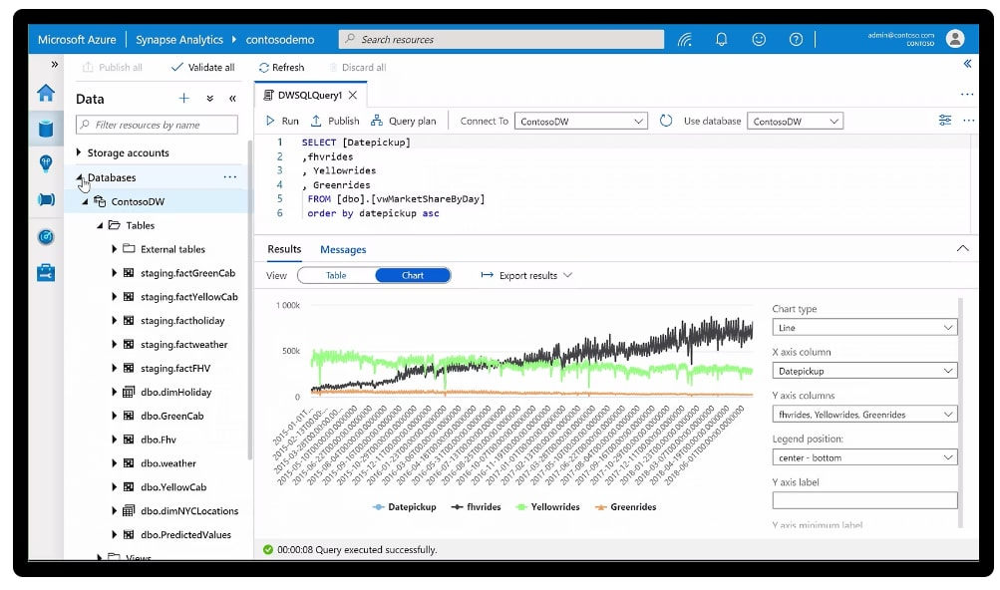 Microsoft Azure | Synapse Analytics ▸ contosodemo
Search resources
admin@contoso.com
CONTOSO
»
Publish all
Validate all
Refresh
Discard all
«
Data
+
Filter resources by name
Storage accounts
Databases
...
ContosoDW
Tables
External tables
staging.factGreenCab
staging.factYellowCab
staging.factholiday
staging.factweather
staging.factFHV
dbo.dimHoliday
dbo.GreenCab
dbo.Fhv
dbo.weather
dbo.YellowCab
dbo.dimNYCLocations
dbo.PredictedValues
Views
DWSQLQuery1
...
Run
Publish
Query plan
Connect To
ContosoDW
Use database
ContosoDW
...
1 SELECT [Datepickup]
2 ,fhvrides
3 , Yellowrides
4 , Greenrides
5 FROM [dbo].[vwMarketShareByDay]
6 order by datepickup asc
Results
Messages
View
Table
Chart
Export results
1 000k
500k
0
Datepickup
fhvrides
Yellowrides
Greenrides
Chart type
Line
X axis column
Datepickup
Y axis columns
fhvrides, Yellowrides, Greenrides
Legend position:
center - bottom
Y axis label
Y axis minimum label
00:00:08 Query executed successfully.